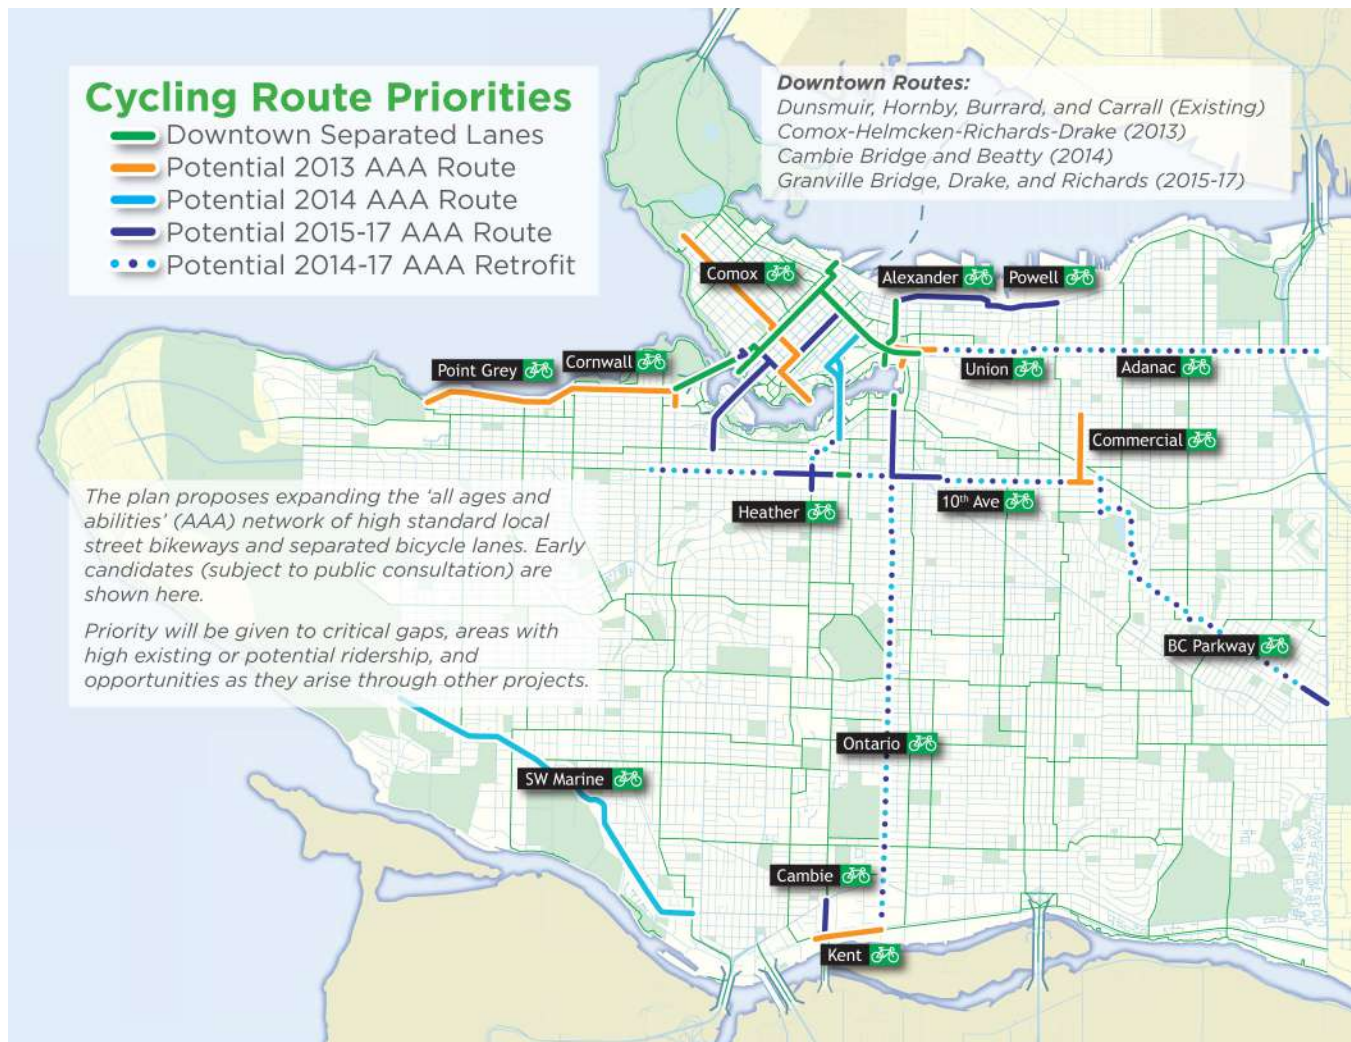 Cycling Route Priorities
Downtown Separated Lanes
Potential 2013 AAA Route
Potential 2014 AAA Route
Potential 2015-17 AAA Route
Potential 2014-17 AAA Retrofit
Downtown Routes:
Dunsmuir, Hornby, Burrard, and Carrall (Existing)
Comox-Helmcken-Richards-Drake (2013)
Cambie Bridge and Beatty (2014)
Granville Bridge, Drake, and Richards (2015-17)
Comox
Alexander
Powell
Point Grey
Cornwall
Union
Adanac
Commercial
The plan proposes expanding the ‘all ages and
abilities’ (AAA) network of high standard local
street bikeways and separated bicycle lanes. Early
candidates (subject to public consultation) are
shown here.
Priority will be given to critical gaps, areas with
high existing or potential ridership, and
opportunities as they arise through other projects.
Heather
10th Ave
BC Parkway
Ontario
SW Marine
Cambie
Kent